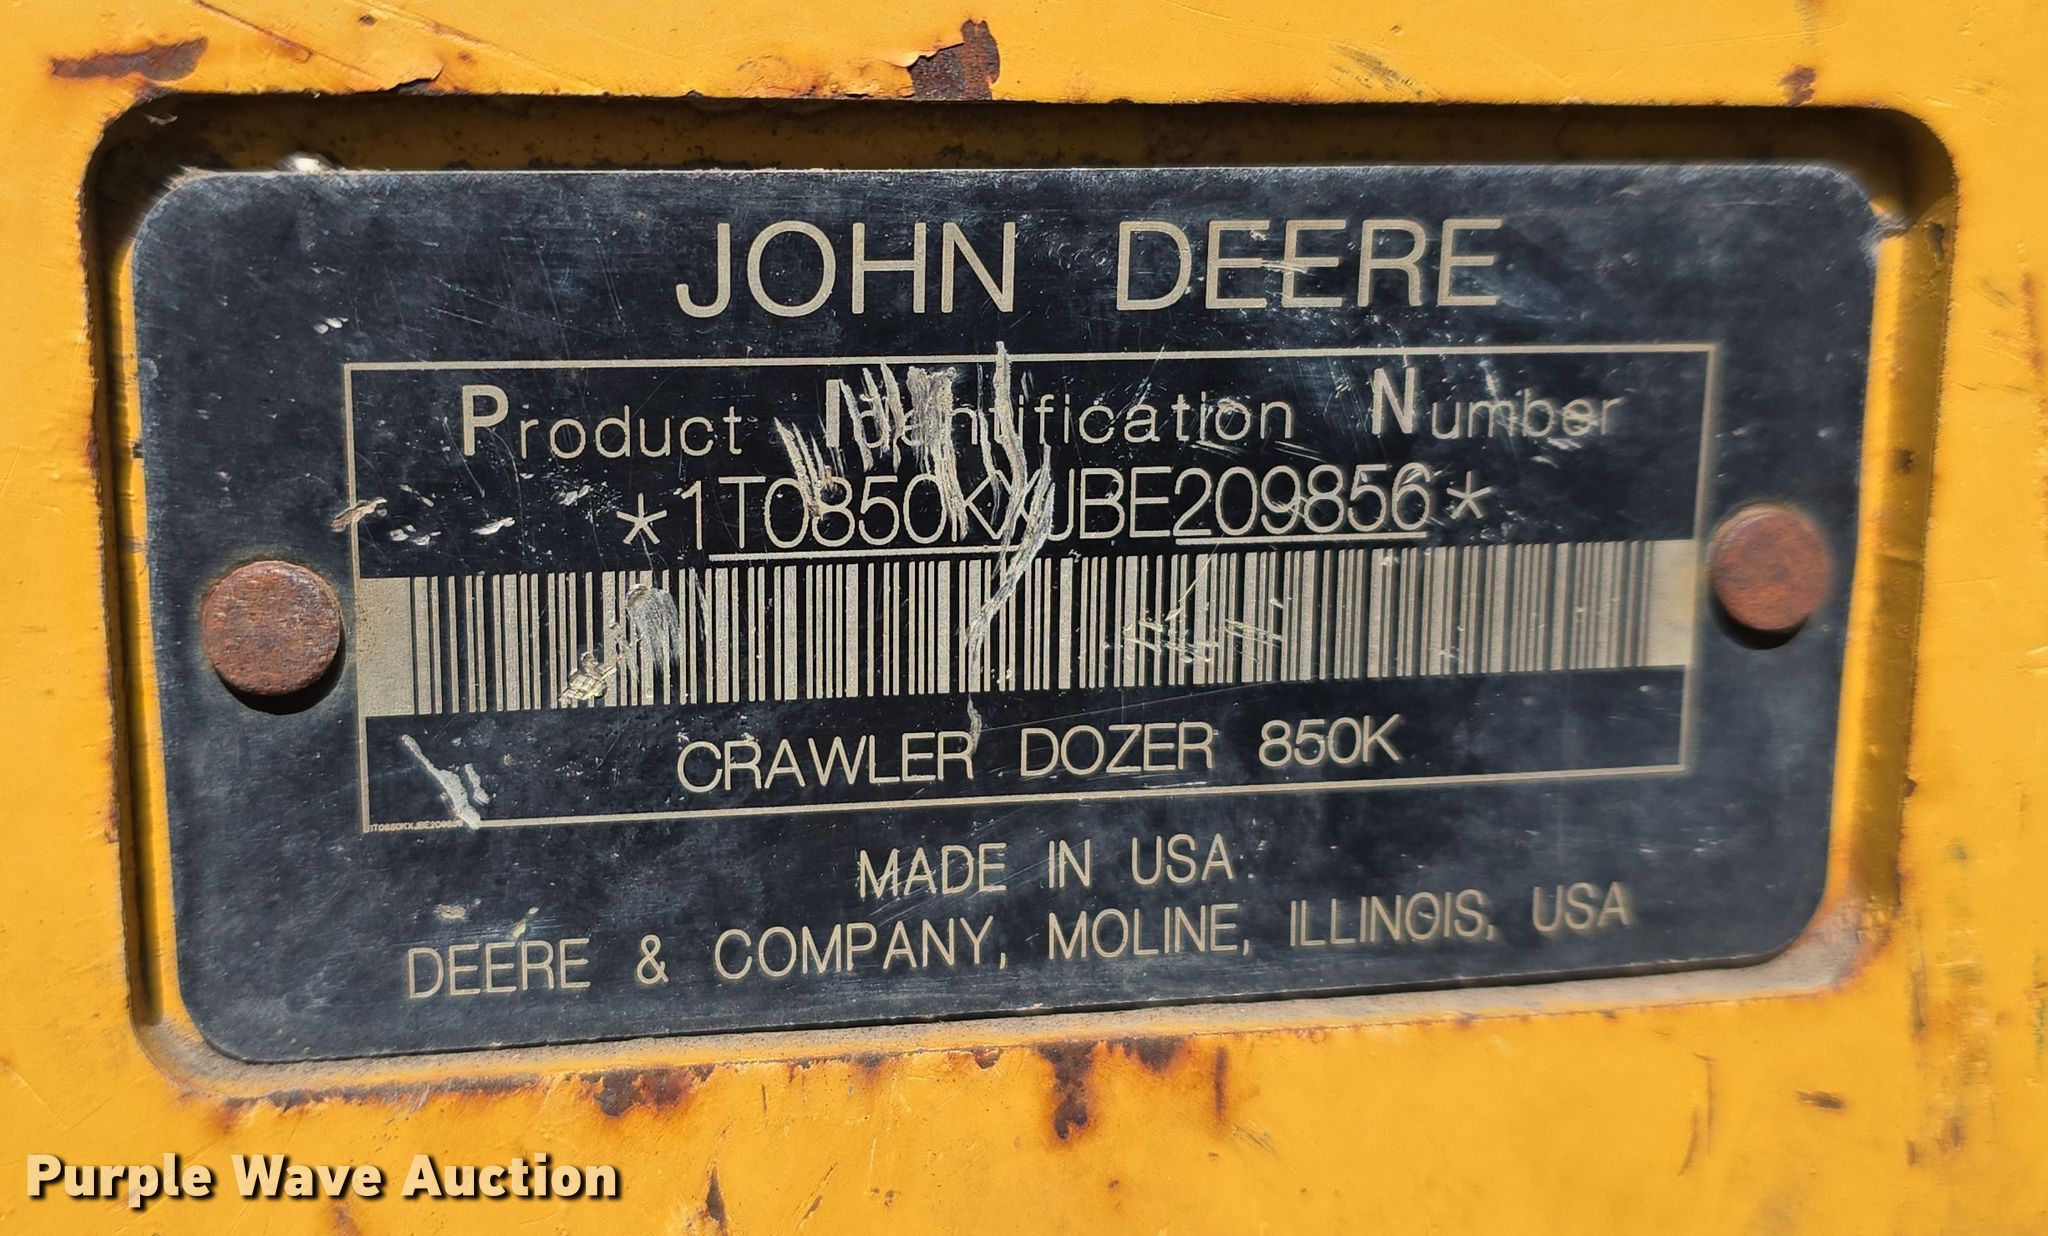 JOHN DEERE
Product Identification Number
*1T0850KXXJBE209856*
CRAWLER DOZER 850K
MADE IN USA
DEERE & COMPANY, MOLINE, ILLINOIS, USA
Purple Wave Auction